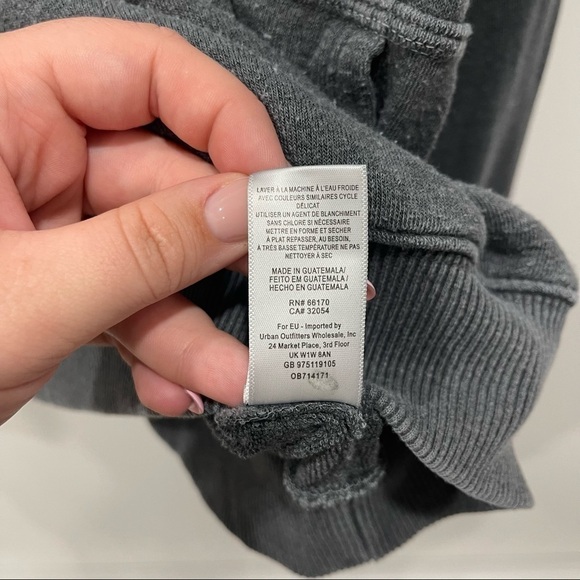 LAVER À LA MACHINE À L'EAU FROIDE
AVEC COULEURS SIMILAIRES CYCLE
DÉLICAT
UTILISER UN AGENT DE BLANCHIMENT
SANS CHLORE SI NÉCESSAIRE
METTRE EN FORME ET SECHER
À PLAT REPASSER, AU BESOIN,
À TRÈS BASSE TEMPÉRATURE NE PAS
NETTOYER À SEC
MADE IN GUATEMALA/
FEITO EM GUATEMALA/
HECHO EN GUATEMALA
RN# 66170
CA# 32054
For EU - Imported by
Urban Outfitters Wholesale, Inc
24 Market Place, 3rd Floor
UK W1W 8AN
GB 975119105
OB714171